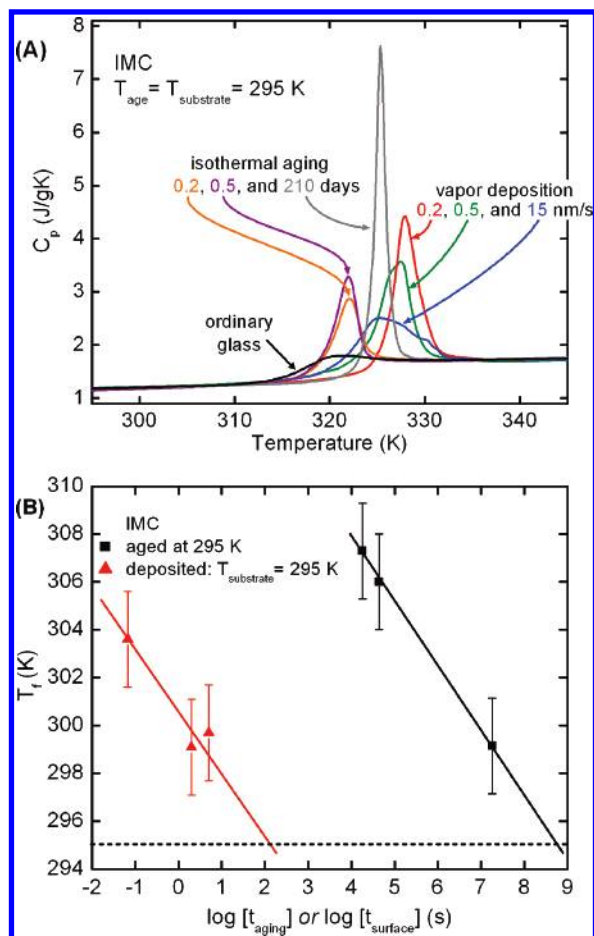 (A)
IMC
T_age = T_substrate = 295 K
isothermal aging
0.2, 0.5, and 210 days
vapor deposition
0.2, 0.5, and 15 nm/s
ordinary
glass
C_p (J/gK)
8
7
6
5
4
3
2
1
300 310 320 330 340
Temperature (K)
(B)
IMC
■ aged at 295 K
▲ deposited: T_substrate = 295 K
T_f (K)
310
308
306
304
302
300
298
296
294
-2 -1 0 1 2 3 4 5 6 7 8 9
log [t_aging] or log [t_surface] (s)